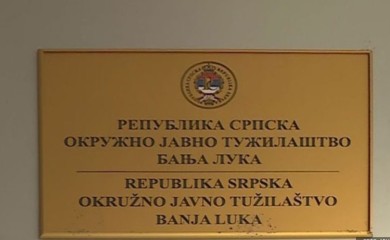 РЕПУБЛИКА СРПСКА
ОКРУЖНО ЈАВНО ТУЖИЛАШТВО
БАЊА ЛУКА
REPUBLIKA SRPSKA
OKRUŽNO JAVNO TUŽILAŠTVO
BANJA LUKA